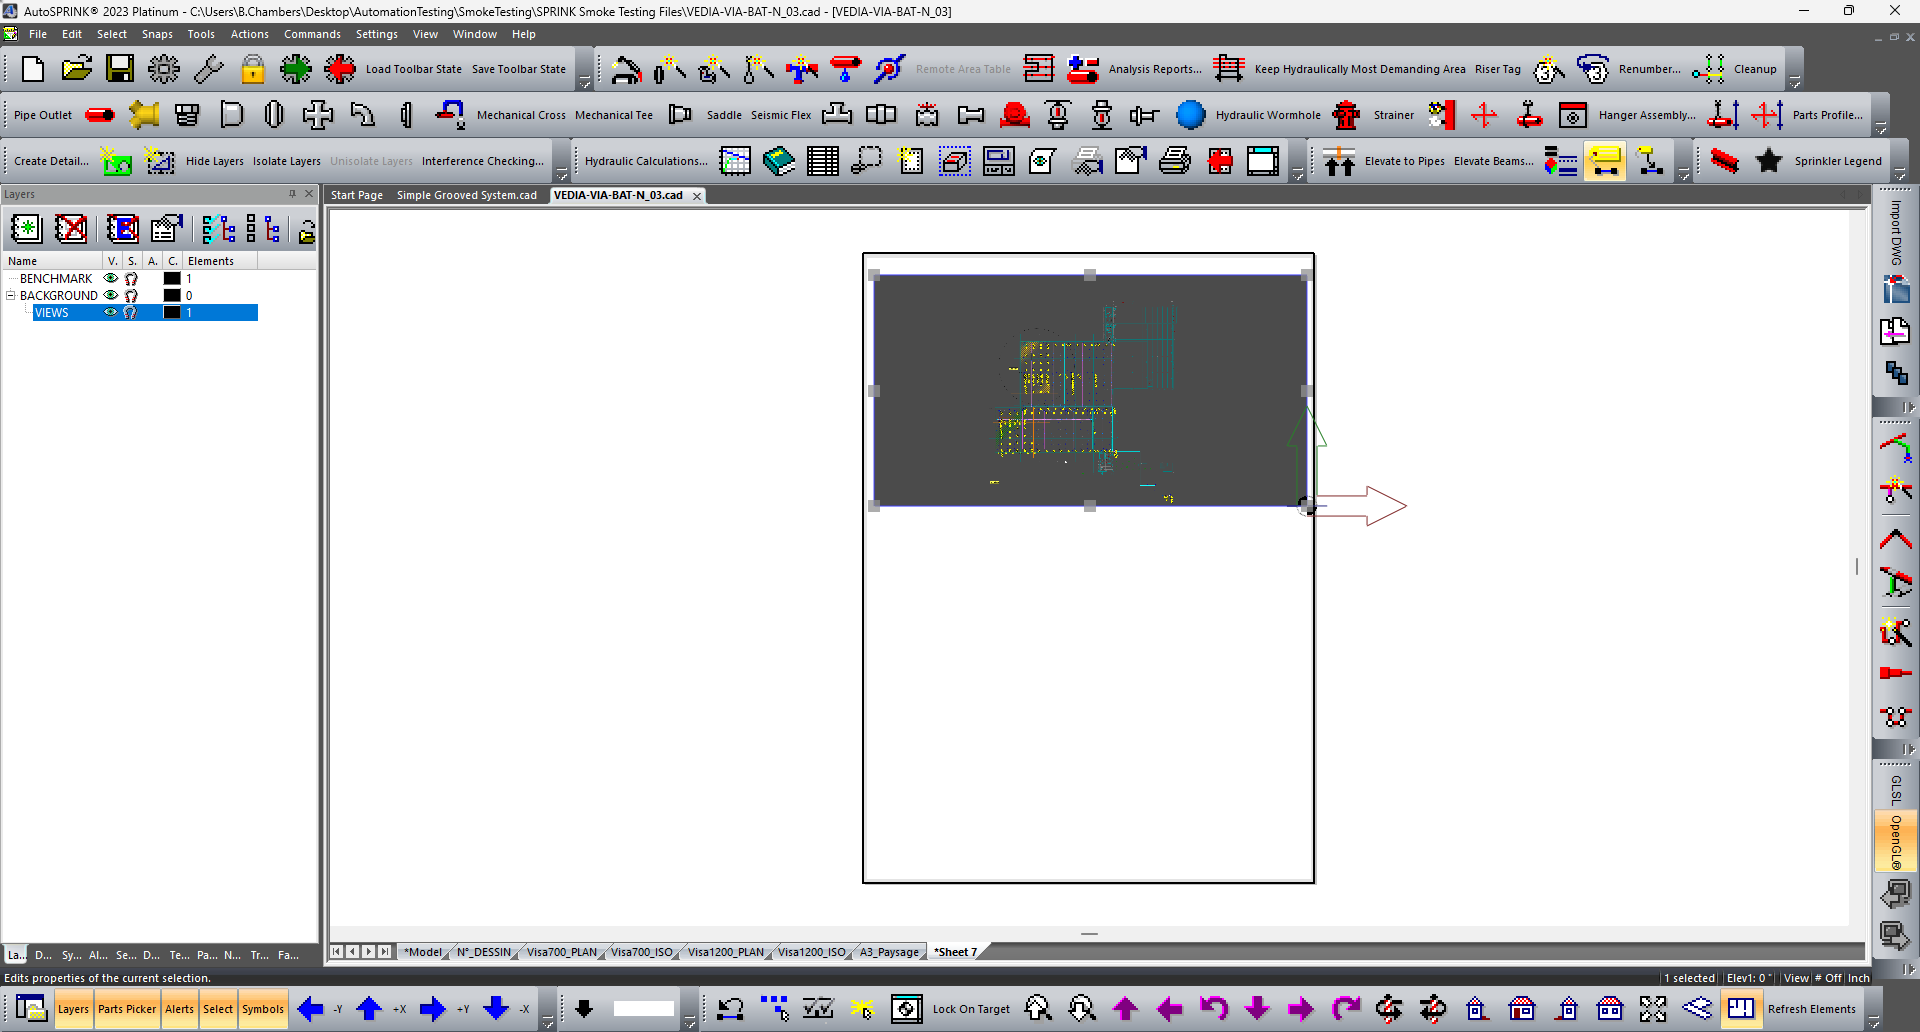 AutoSPRINK® 2023 Platinum - C:\Users\B.Chambers\Desktop\AutomationTesting\SmokeTesting\SPRINK Smoke Testing Files\VEDIA-VIA-BAT-N_03.cad - [VEDIA-VIA-BAT-N_03]
File Edit Select Snaps Tools Actions Commands Settings View Window Help
Load Toolbar State Save Toolbar State Remote Area Table Analysis Reports... Keep Hydraulically Most Demanding Area Riser Tag Renumber... Cleanup
Pipe Outlet Mechanical Cross Mechanical Tee Saddle Seismic Flex Hydraulic Wormhole Strainer Hanger Assembly... Parts Profile...
Create Detail... Hide Layers Isolate Layers Unisolate Layers Interference Checking... Hydraulic Calculations... Elevate to Pipes Elevate Beams... Sprinkler Legend
Layers
Start Page Simple Grooved System.cad VEDIA-VIA-BAT-N_03.cad
Import DWG
Name V. S. A. C. Elements
BENCHMARK 1
BACKGROUND 0
VIEWS 1
GLSL
OpenGL®
La... D... Sy... Al... Se... D... Te... Pa... N... Tr... Fa...
*Model N°_DESSIN Visa700_PLAN Visa700_ISO Visa1200_PLAN Visa1200_ISO A3_Paysage *Sheet 7
Edits properties of the current selection.
1 selected Elev1: 0 " View # Off Inch
Layers Parts Picker Alerts Select Symbols -Y +X +Y -X Lock On Target Refresh Elements